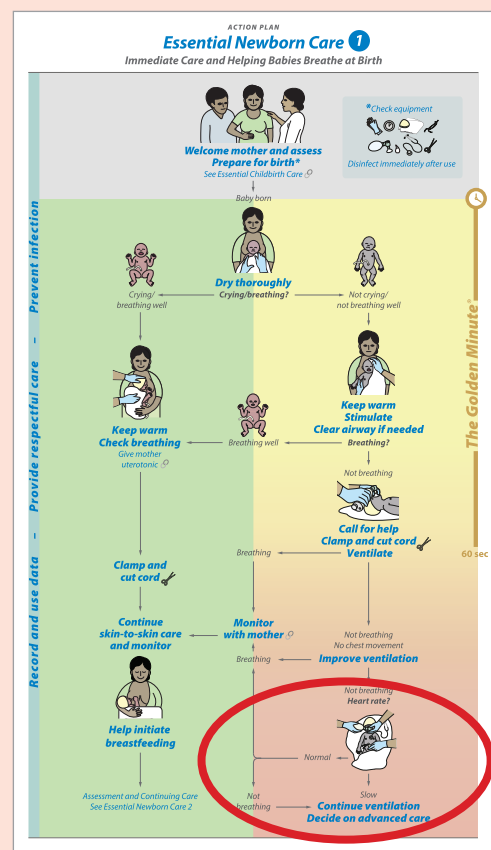 ACTION PLAN
Essential Newborn Care 1
Immediate Care and Helping Babies Breathe at Birth
Welcome mother and assess
Prepare for birth*
See Essential Childbirth Care
*Check equipment
Disinfect immediately after use
Baby born
Dry thoroughly
Crying/breathing?
Crying/
breathing well
Not crying/
not breathing well
Keep warm
Check breathing
Give mother
uterotonic
Breathing well
Keep warm
Stimulate
Clear airway if needed
Breathing?
Not breathing
Call for help
Clamp and cut cord
Ventilate
Breathing
Clamp and
cut cord
Continue
skin-to-skin care
and monitor
Monitor
with mother
Not breathing
No chest movement
Breathing
Improve ventilation
Not breathing
Heart rate?
Help initiate
breastfeeding
Normal
Slow
Assessment and Continuing Care
See Essential Newborn Care 2
Not
breathing
Continue ventilation
Decide on advanced care
Record and use data – Provide respectful care – Prevent infection
The Golden Minute®
60 sec